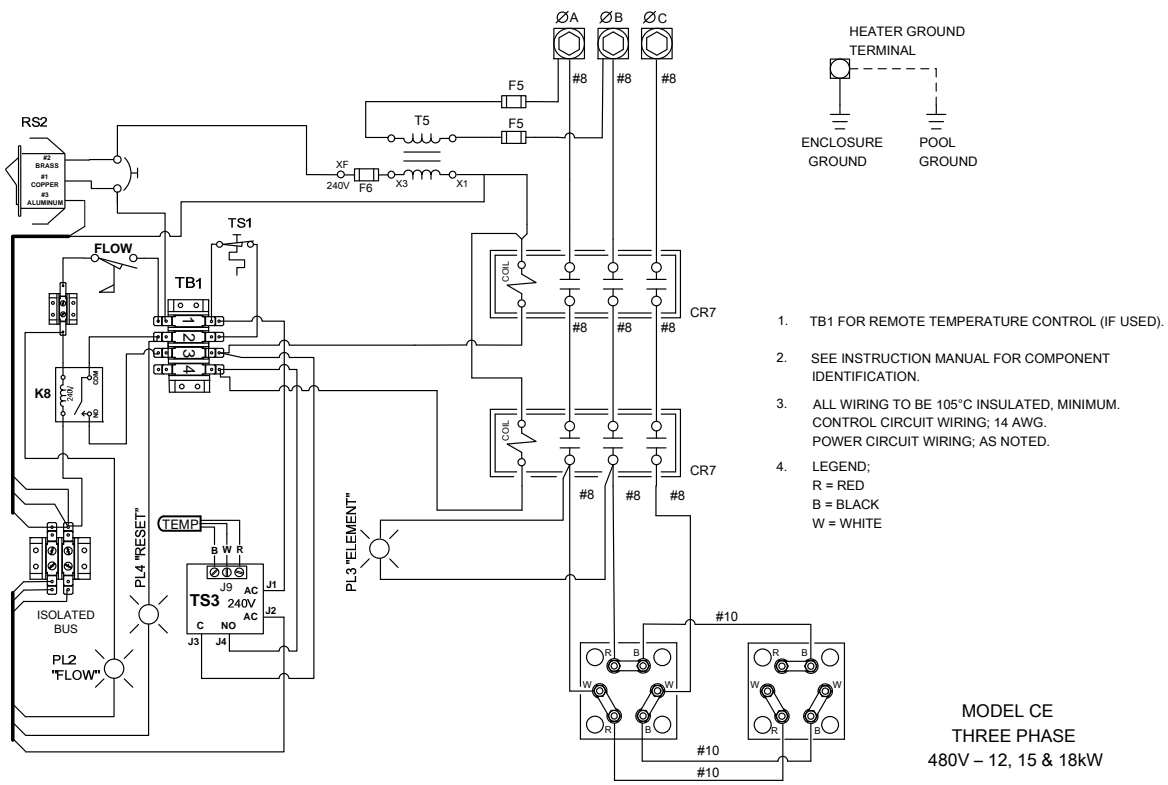 ØA
ØB
ØC
HEATER GROUND
TERMINAL
#8
#8
#8
F5
F5
ENCLOSURE
GROUND
POOL
GROUND
RS2
#2
BRASS
#1
COPPER
#3
ALUMINUM
T5
XF
240V
F6
X3
X1
FLOW
TS1
TB1
1
2
3
4
COIL
CR7
#8
#8
#8
K8
240V
COM
NO
COIL
CR7
#8
#8
#8
1. TB1 FOR REMOTE TEMPERATURE CONTROL (IF USED).
2. SEE INSTRUCTION MANUAL FOR COMPONENT
IDENTIFICATION.
3. ALL WIRING TO BE 105°C INSULATED, MINIMUM.
CONTROL CIRCUIT WIRING; 14 AWG.
POWER CIRCUIT WIRING; AS NOTED.
4. LEGEND;
R = RED
B = BLACK
W = WHITE
TEMP
B W R
J9
TS3
240V
AC
J1
AC
J2
C
NO
J3
J4
PL4 "RESET"
PL3 "ELEMENT"
ISOLATED
BUS
PL2
"FLOW"
#10
R
B
W
W
R
B
R
B
W
W
R
B
#10
#10
MODEL CE
THREE PHASE
480V – 12, 15 & 18kW